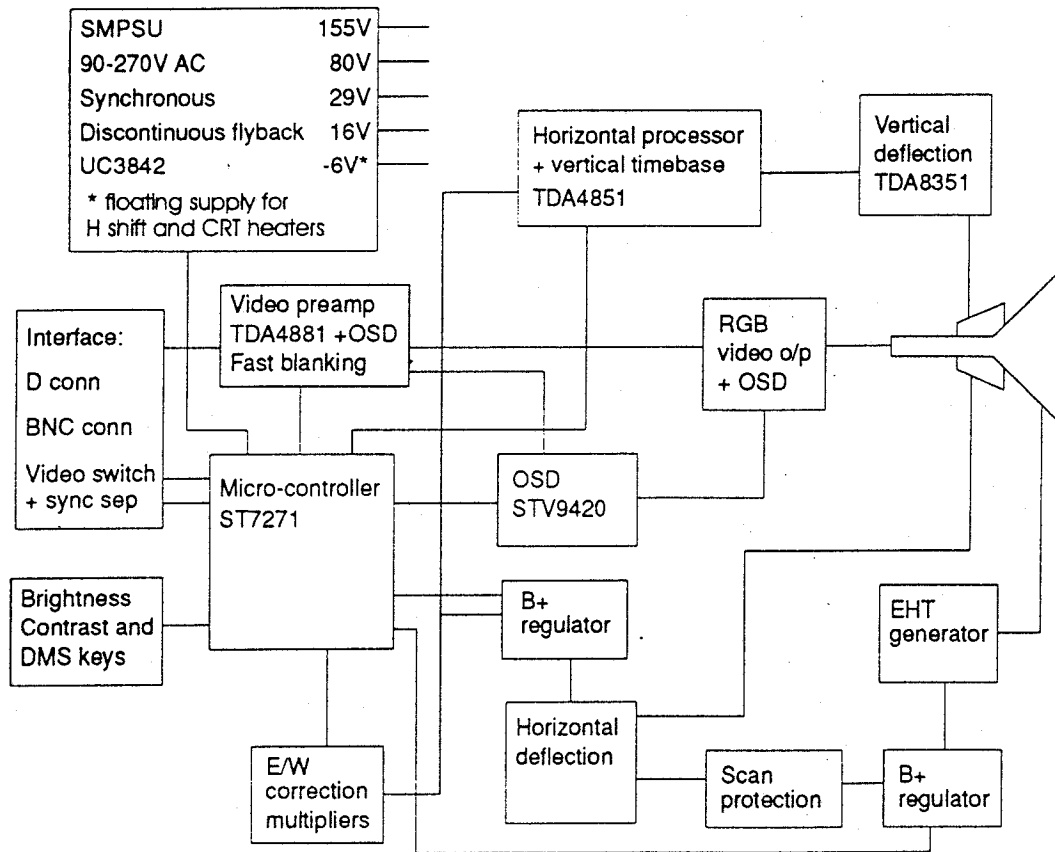 SMPSU 155V
90-270V AC 80V
Synchronous 29V
Discontinuous flyback 16V
UC3842 -6V*
* floating supply for
H shift and CRT heaters
Horizontal processor
+ vertical timebase
TDA4851
Vertical
deflection
TDA8351
Interface:
D conn
BNC conn
Video switch
+ sync sep
Video preamp
TDA4881 +OSD
Fast blanking
RGB
video o/p
+ OSD
Micro-controller
ST7271
OSD
STV9420
Brightness
Contrast and
DMS keys
B+
regulator
EHT
generator
Horizontal
deflection
E/W
correction
multipliers
Scan
protection
B+
regulator